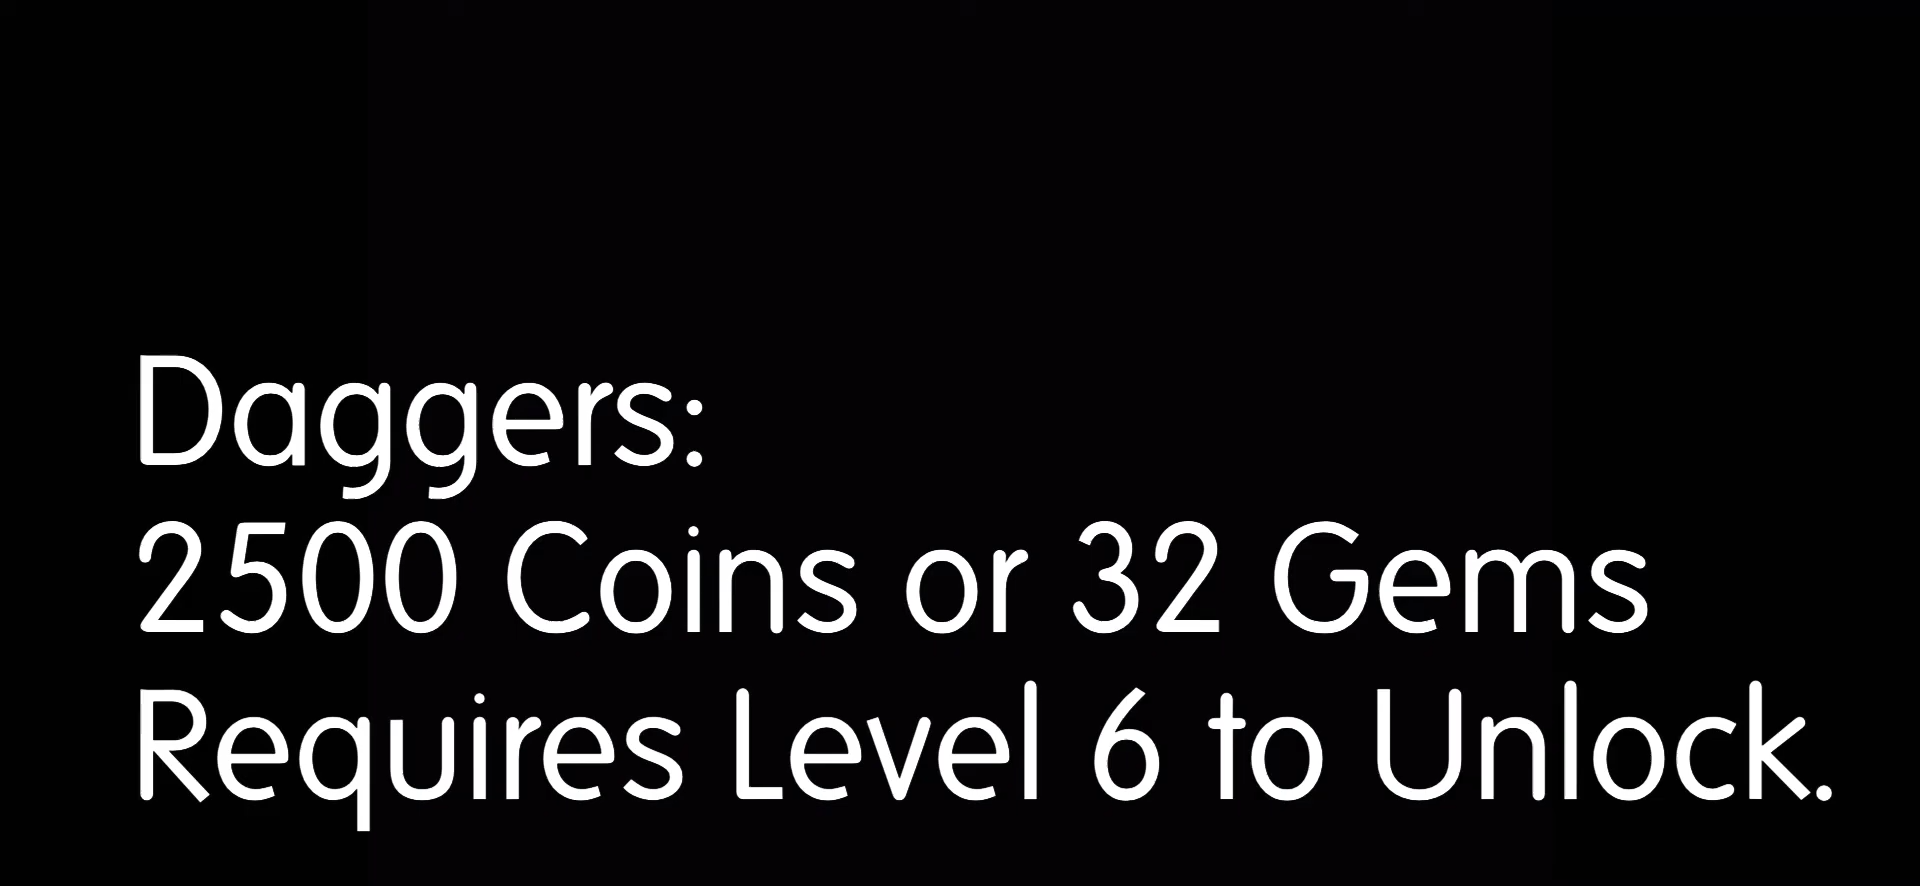 Daggers:
2500 Coins or 32 Gems
Requires Level 6 to Unlock.